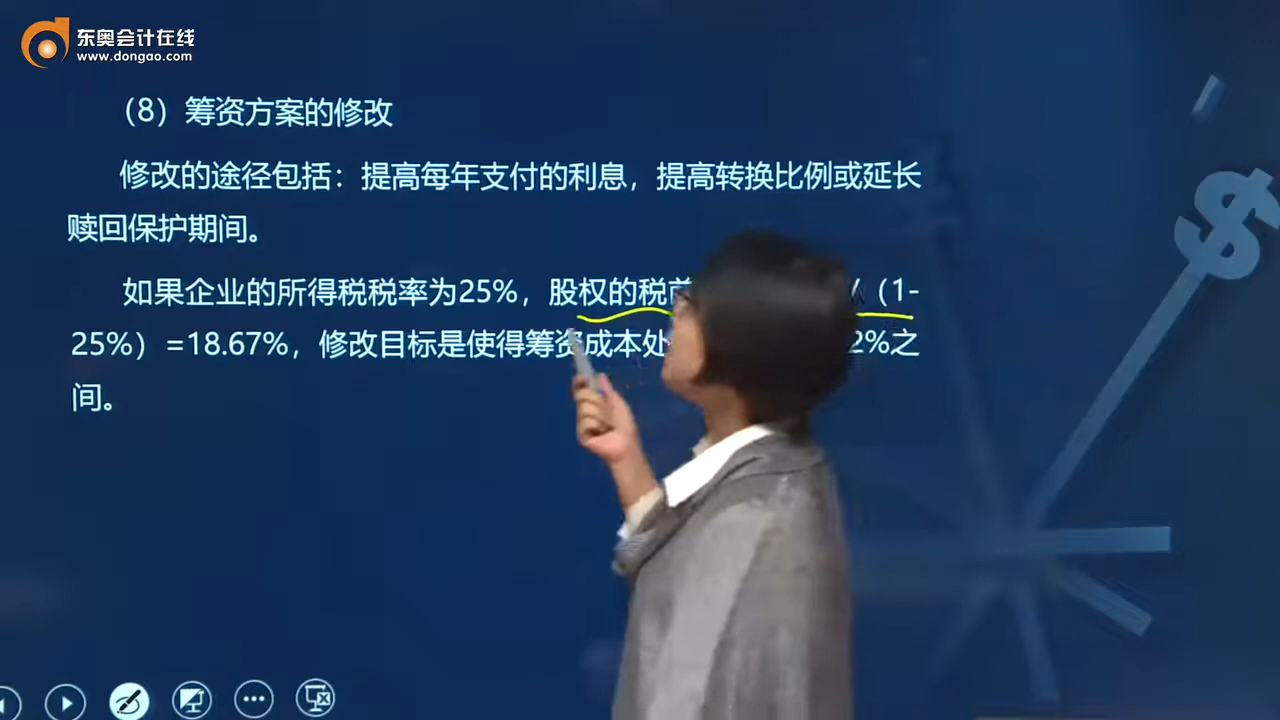 东奥会计在线
www.dongao.com
（8）筹资方案的修改
修改的途径包括：提高每年支付的利息，提高转换比例或延长
赎回保护期间。
如果企业的所得税税率为25%，股权的税前（1-
25%）=18.67%，修改目标是使得筹资成本处2%之
间。